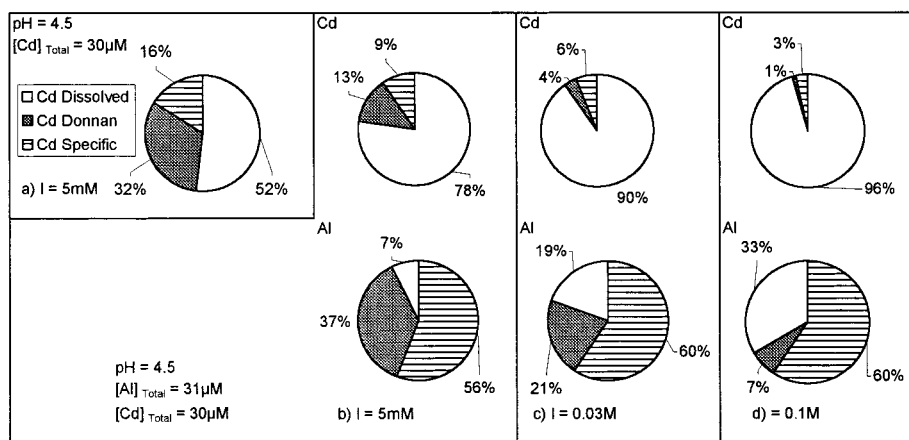 pH = 4.5
[Cd] Total = 30µM
16%
Cd Dissolved
Cd Donnan
Cd Specific
32%
52%
a) I = 5mM
Cd
9%
13%
78%
Cd
6%
4%
90%
Cd
3%
1%
96%
Al
7%
37%
56%
b) I = 5mM
Al
19%
21%
60%
c) I = 0.03M
Al
33%
7%
60%
d) = 0.1M
pH = 4.5
[Al] Total = 31µM
[Cd] Total = 30µM